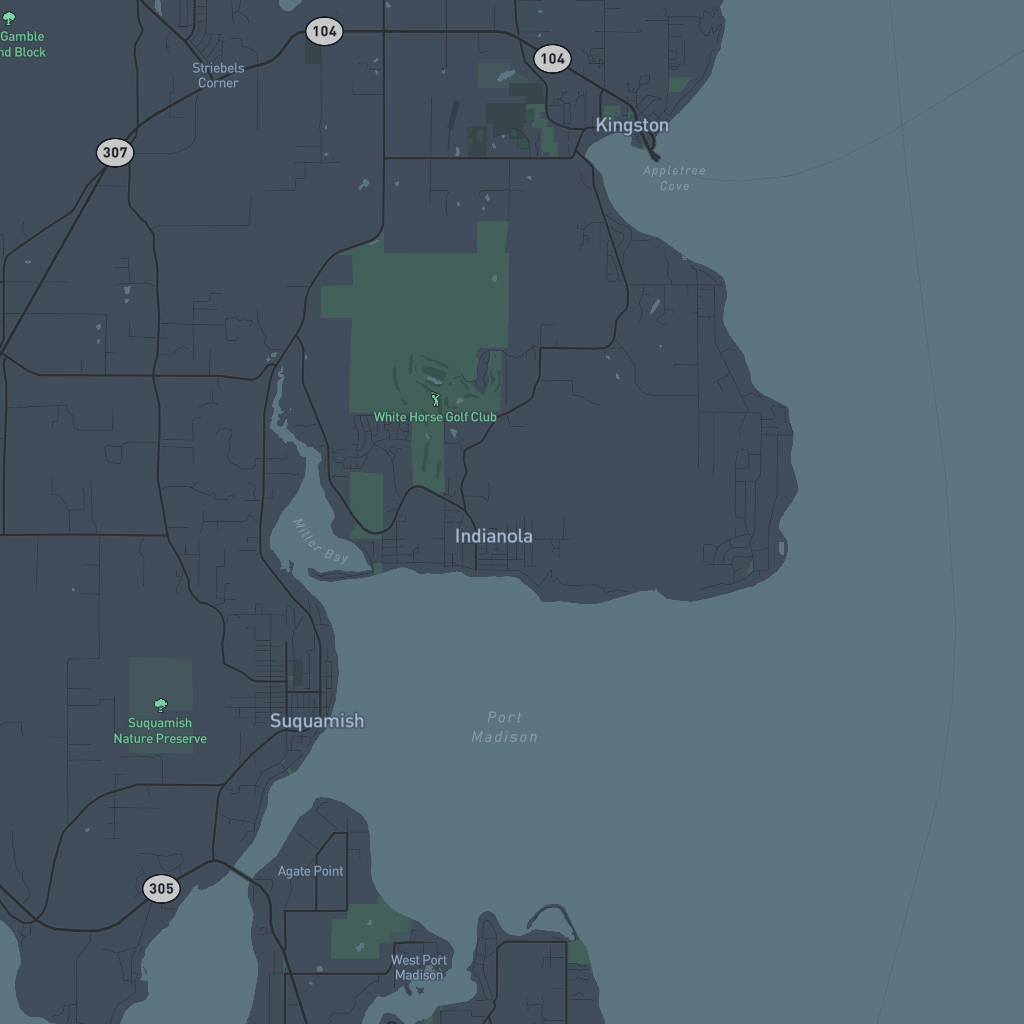 Gamble
nd Block
104
Striebels
Corner
104
Kingston
307
Appletree
Cove
White Horse Golf Club
Indianola
Miller Bay
Suquamish
Nature Preserve
Suquamish
Port
Madison
Agate Point
305
West Port
Madison